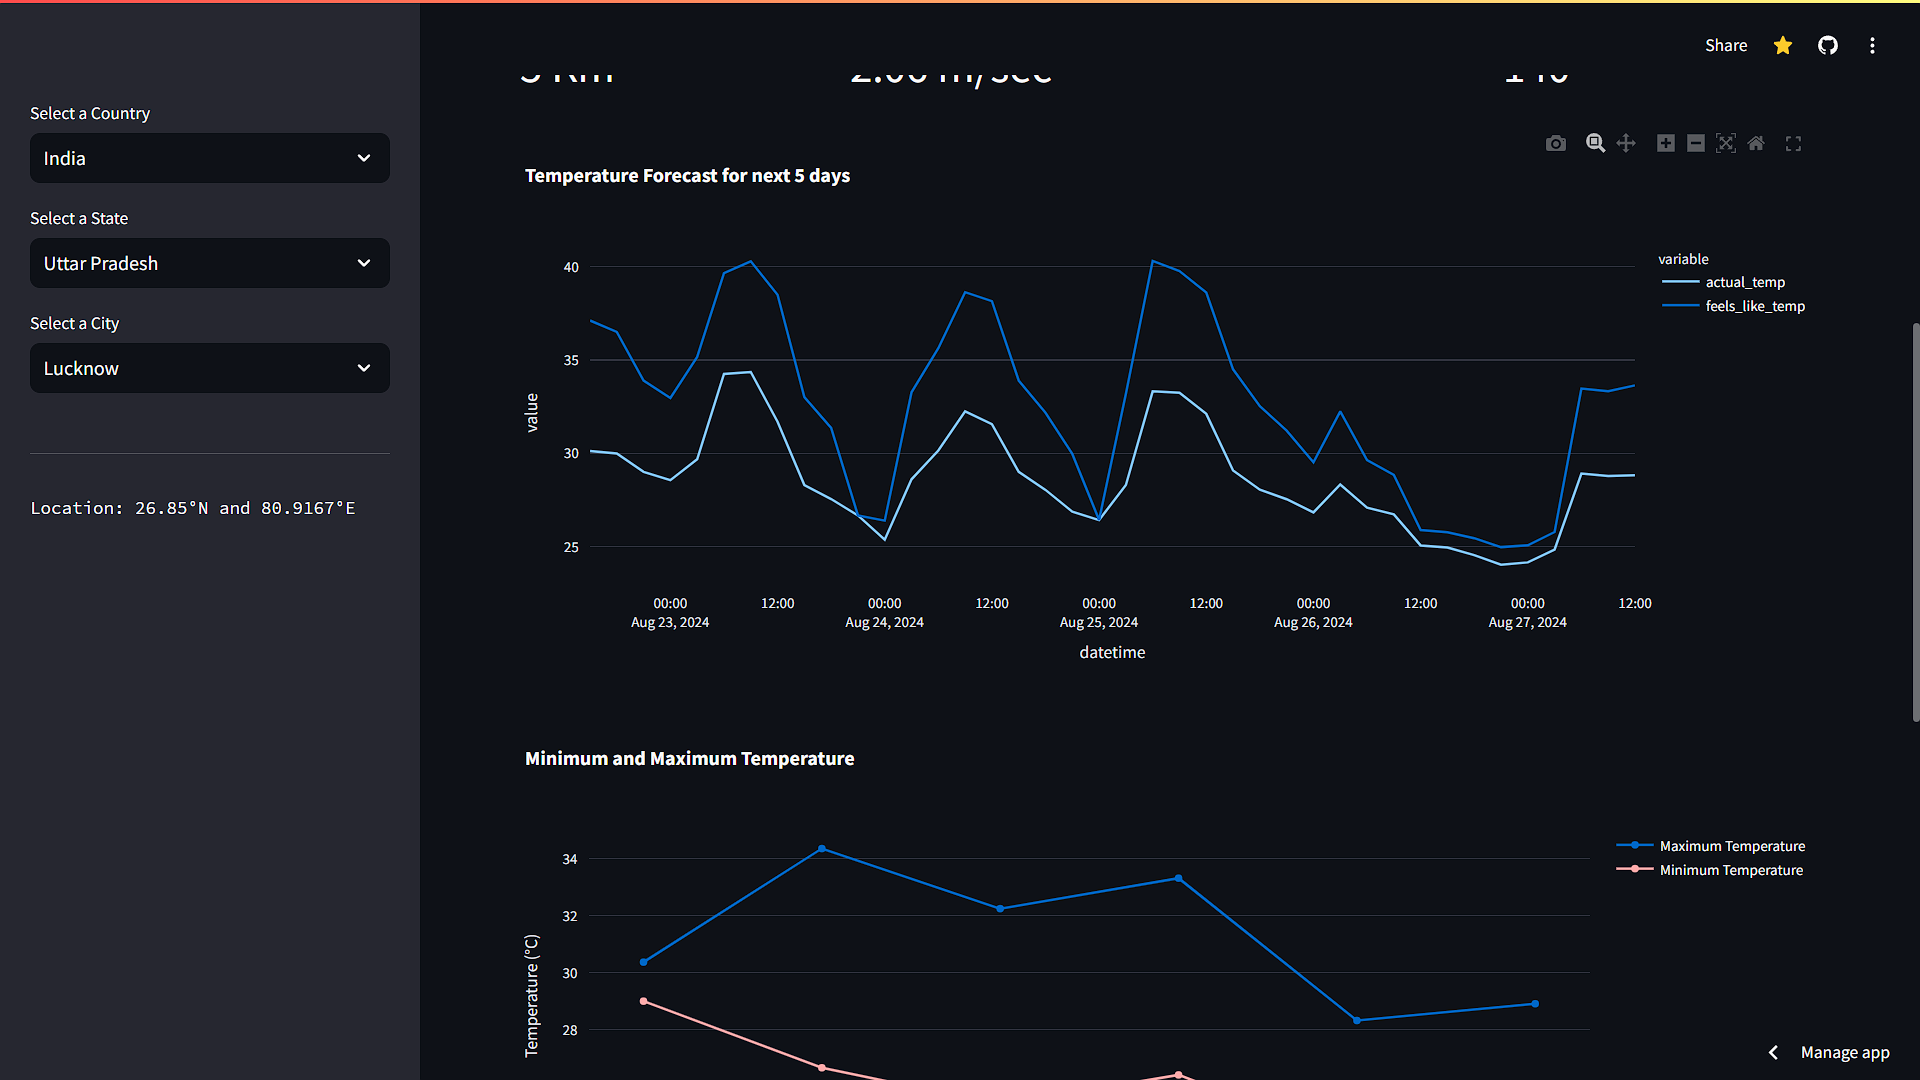 Share
Select a Country
India
Select a State
Uttar Pradesh
Select a City
Lucknow
Location: 26.85°N and 80.9167°E
m/sec
Temperature Forecast for next 5 days
variable
actual_temp
feels_like_temp
value
40
35
30
25
00:00 12:00 00:00 12:00 00:00 12:00 00:00 12:00 00:00 12:00
Aug 23, 2024 Aug 24, 2024 Aug 25, 2024 Aug 26, 2024 Aug 27, 2024
datetime
Minimum and Maximum Temperature
Maximum Temperature
Minimum Temperature
Temperature (°C)
34
32
30
28
Manage app